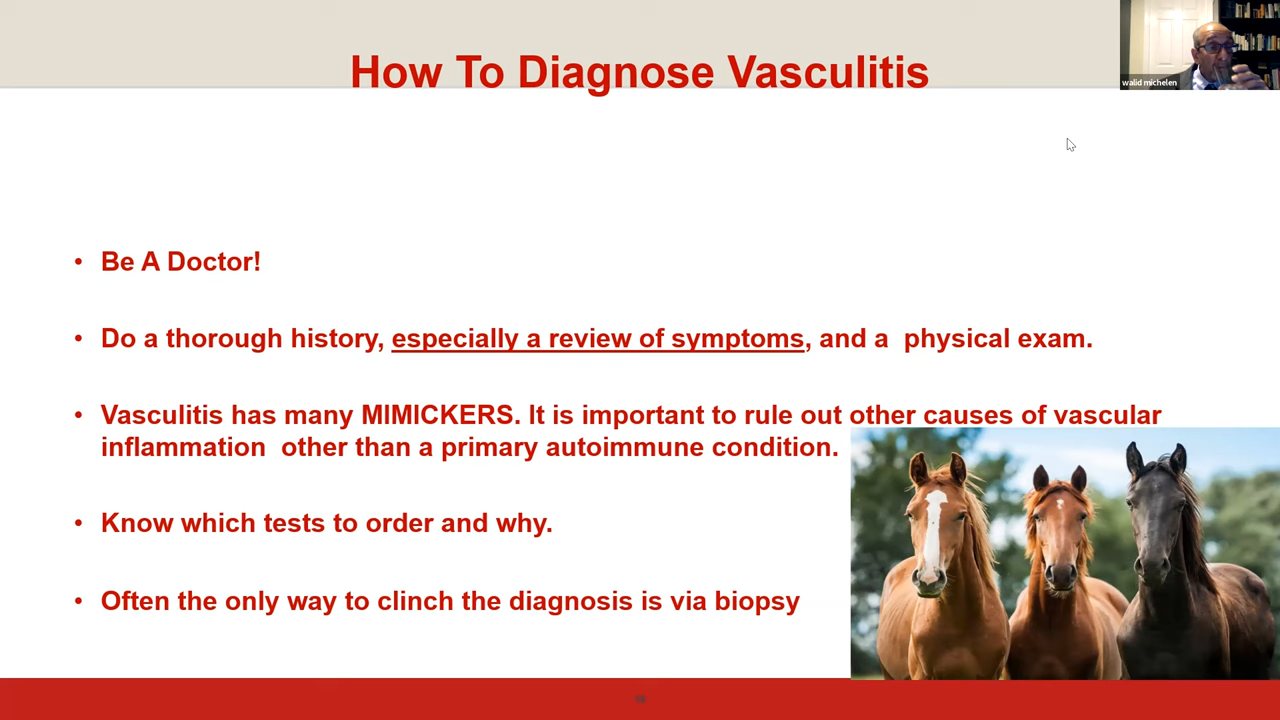 How To Diagnose Vasculitis
walid michelen
• Be A Doctor!
• Do a thorough history, especially a review of symptoms, and a  physical exam.
• Vasculitis has many MIMICKERS. It is important to rule out other causes of vascular
inflammation  other than a primary autoimmune condition.
• Know which tests to order and why.
• Often the only way to clinch the diagnosis is via biopsy